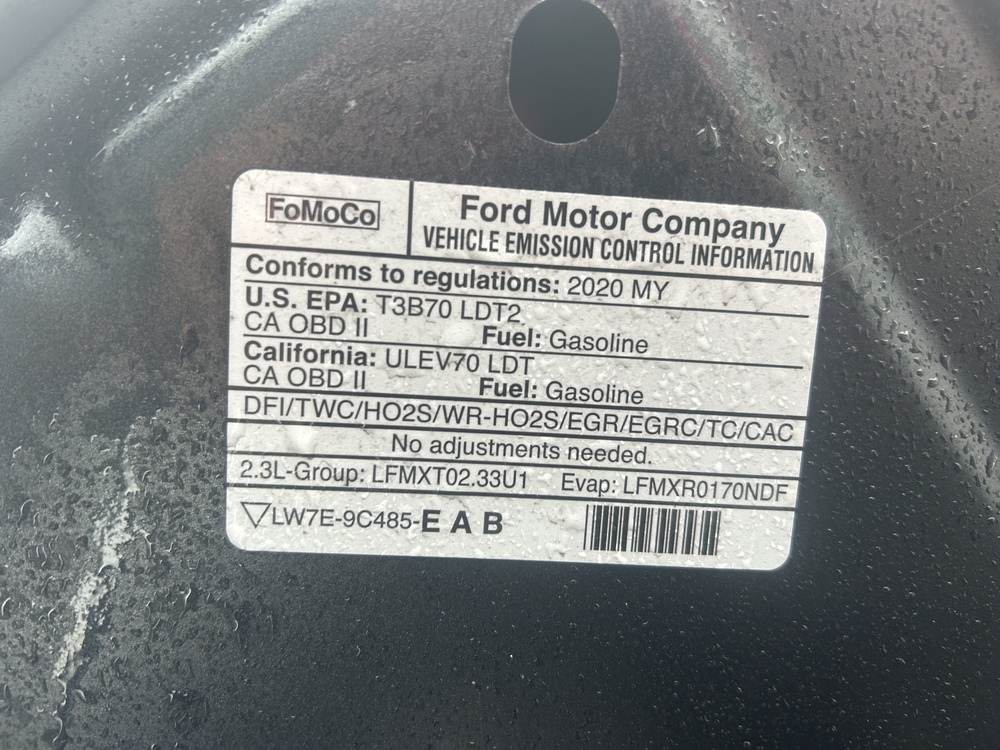 FoMoCo
Ford Motor Company
VEHICLE EMISSION CONTROL INFORMATION
Conforms to regulations: 2020 MY
U.S. EPA: T3B70 LDT2
CA OBD II Fuel: Gasoline
California: ULEV70 LDT
CA OBD II Fuel: Gasoline
DFI/TWC/HO2S/WR-HO2S/EGR/EGRC/TC/CAC
No adjustments needed.
2.3L-Group: LFMXT02.33U1 Evap: LFMXR0170NDF
LW7E-9C485-E A B